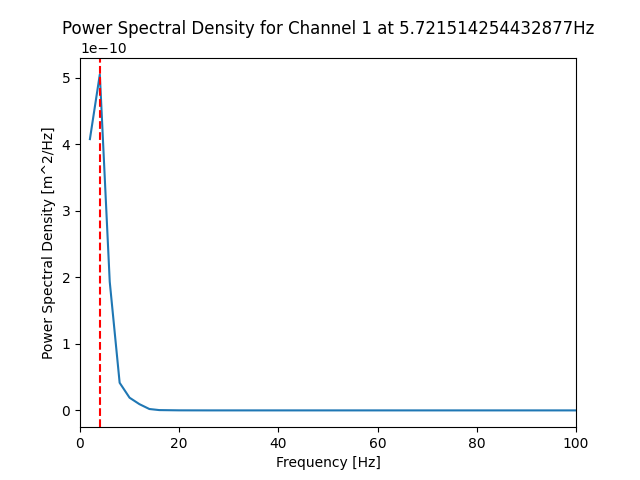 Power Spectral Density for Channel 1 at 5.721514254432877Hz
1e−10
5
4
3
2
1
0
Power Spectral Density [m^2/Hz]
0 20 40 60 80 100
Frequency [Hz]